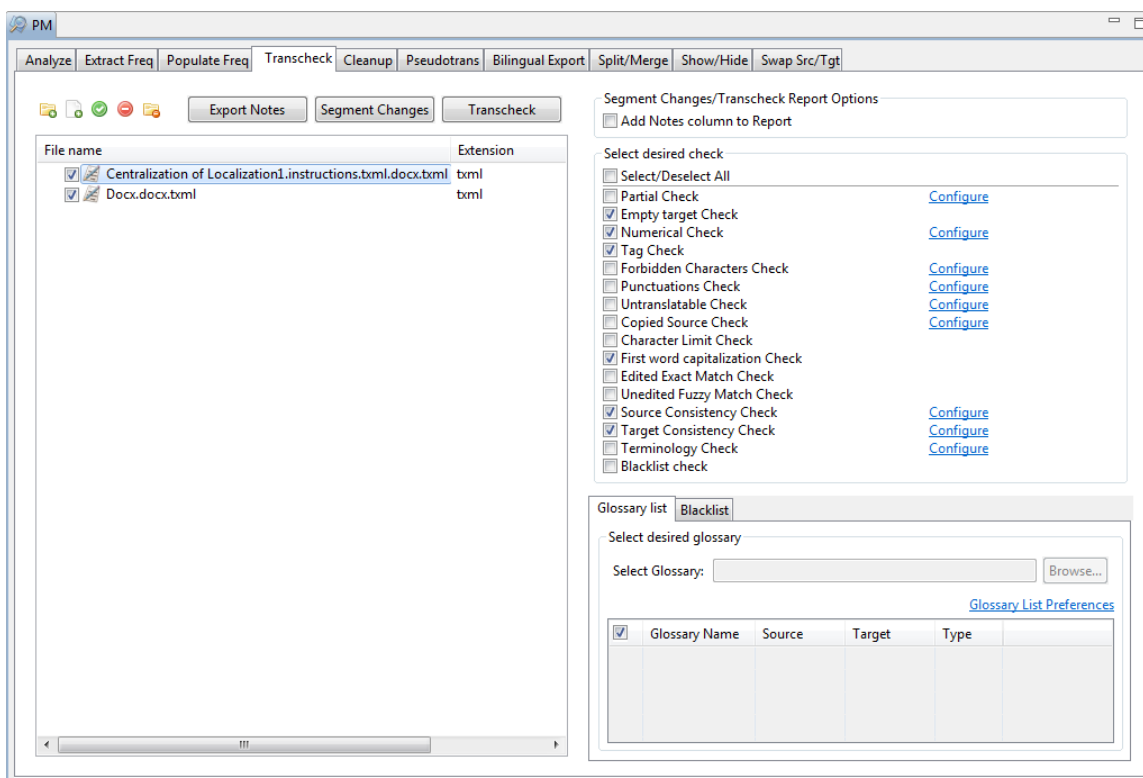 PM
Analyze Extract Freq Populate Freq Transcheck Cleanup Pseudotrans Bilingual Export Split/Merge Show/Hide Swap Src/Tgt
Export Notes Segment Changes Transcheck
File name Extension
Centralization of Localization1.instructions.txml.docx.txml txml
Docx.docx.txml txml
Segment Changes/Transcheck Report Options
Add Notes column to Report
Select desired check
Select/Deselect All
Partial Check Configure
Empty target Check
Numerical Check Configure
Tag Check
Forbidden Characters Check Configure
Punctuations Check Configure
Untranslatable Check Configure
Copied Source Check Configure
Character Limit Check
First word capitalization Check
Edited Exact Match Check
Unedited Fuzzy Match Check
Source Consistency Check Configure
Target Consistency Check Configure
Terminology Check Configure
Blacklist check
Glossary list Blacklist
Select desired glossary
Select Glossary: Browse...
Glossary List Preferences
Glossary Name Source Target Type